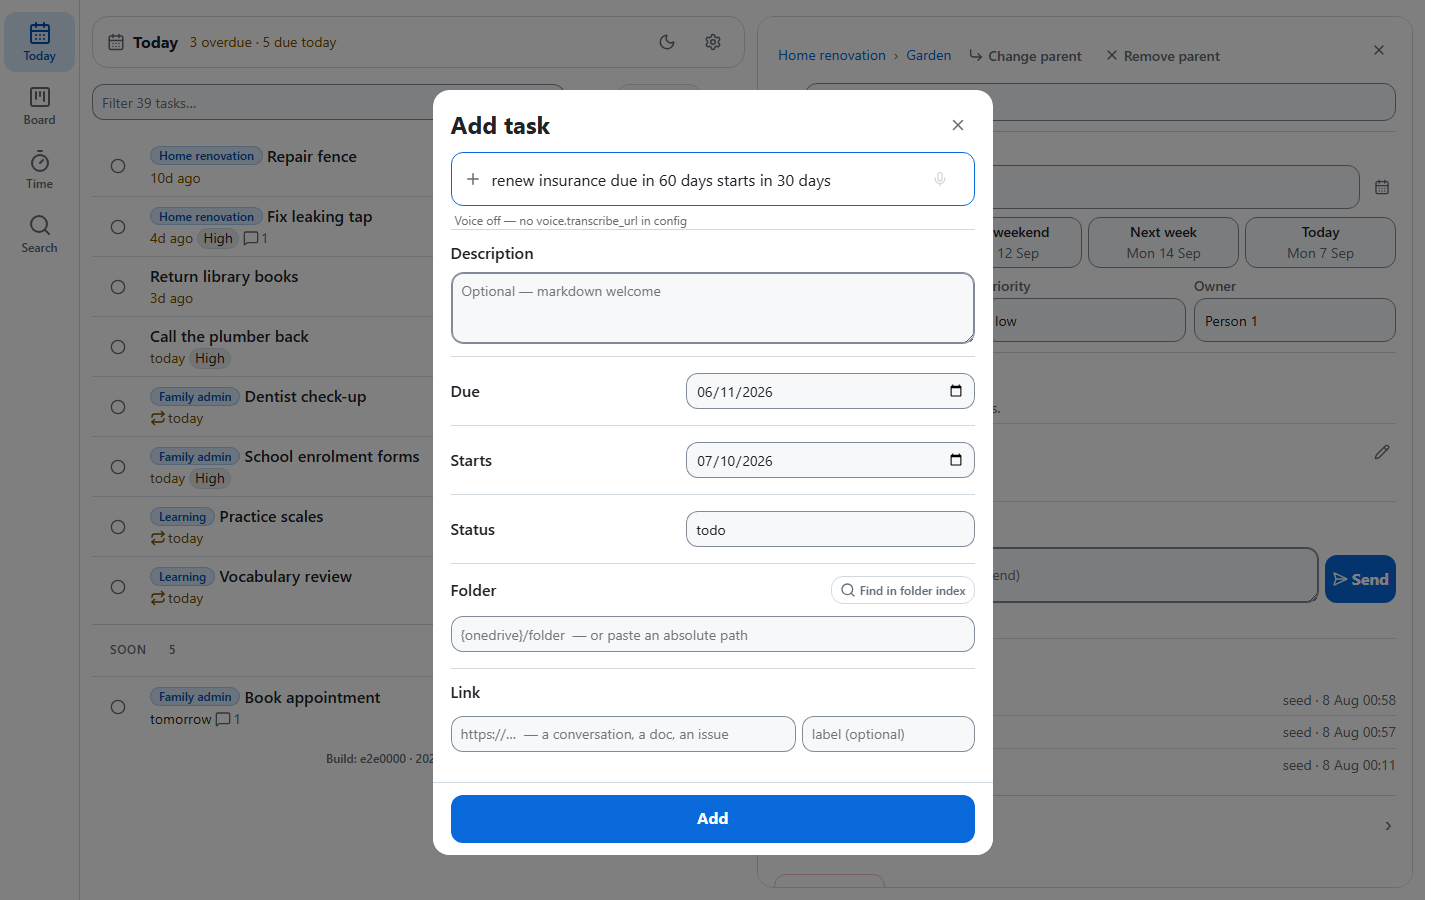 Today
Board
Time
Search
Today 3 overdue · 5 due today
Filter 39 tasks...
Home renovation Repair fence
10d ago
Home renovation Fix leaking tap
4d ago High 1
Return library books
3d ago
Call the plumber back
today High
Family admin Dentist check-up
today
Family admin School enrolment forms
today High
Learning Practice scales
today
Learning Vocabulary review
today
SOON 5
Family admin Book appointment
tomorrow 1
Build: e2e0000 · 202
Add task
renew insurance due in 60 days starts in 30 days
Voice off — no voice.transcribe_url in config
Description
Optional — markdown welcome
Due 06/11/2026
Starts 07/10/2026
Status todo
Folder Find in folder index
{onedrive}/folder — or paste an absolute path
Link
https://... — a conversation, a doc, an issue label (optional)
Add
Home renovation › Garden Change parent Remove parent
weekend
12 Sep
Next week
Mon 14 Sep
Today
Mon 7 Sep
Owner
low Person 1
Send
seed · 8 Aug 00:58
seed · 8 Aug 00:57
seed · 8 Aug 00:11